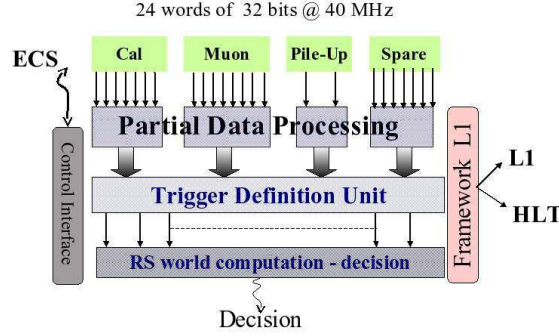 24 words of 32 bits @ 40 MHz
ECS
Cal
Muon
Pile-Up
Spare
Partial Data Processing
Control Interface
Framework L1
L1
HLT
Trigger Definition Unit
RS world computation - decision
Decision